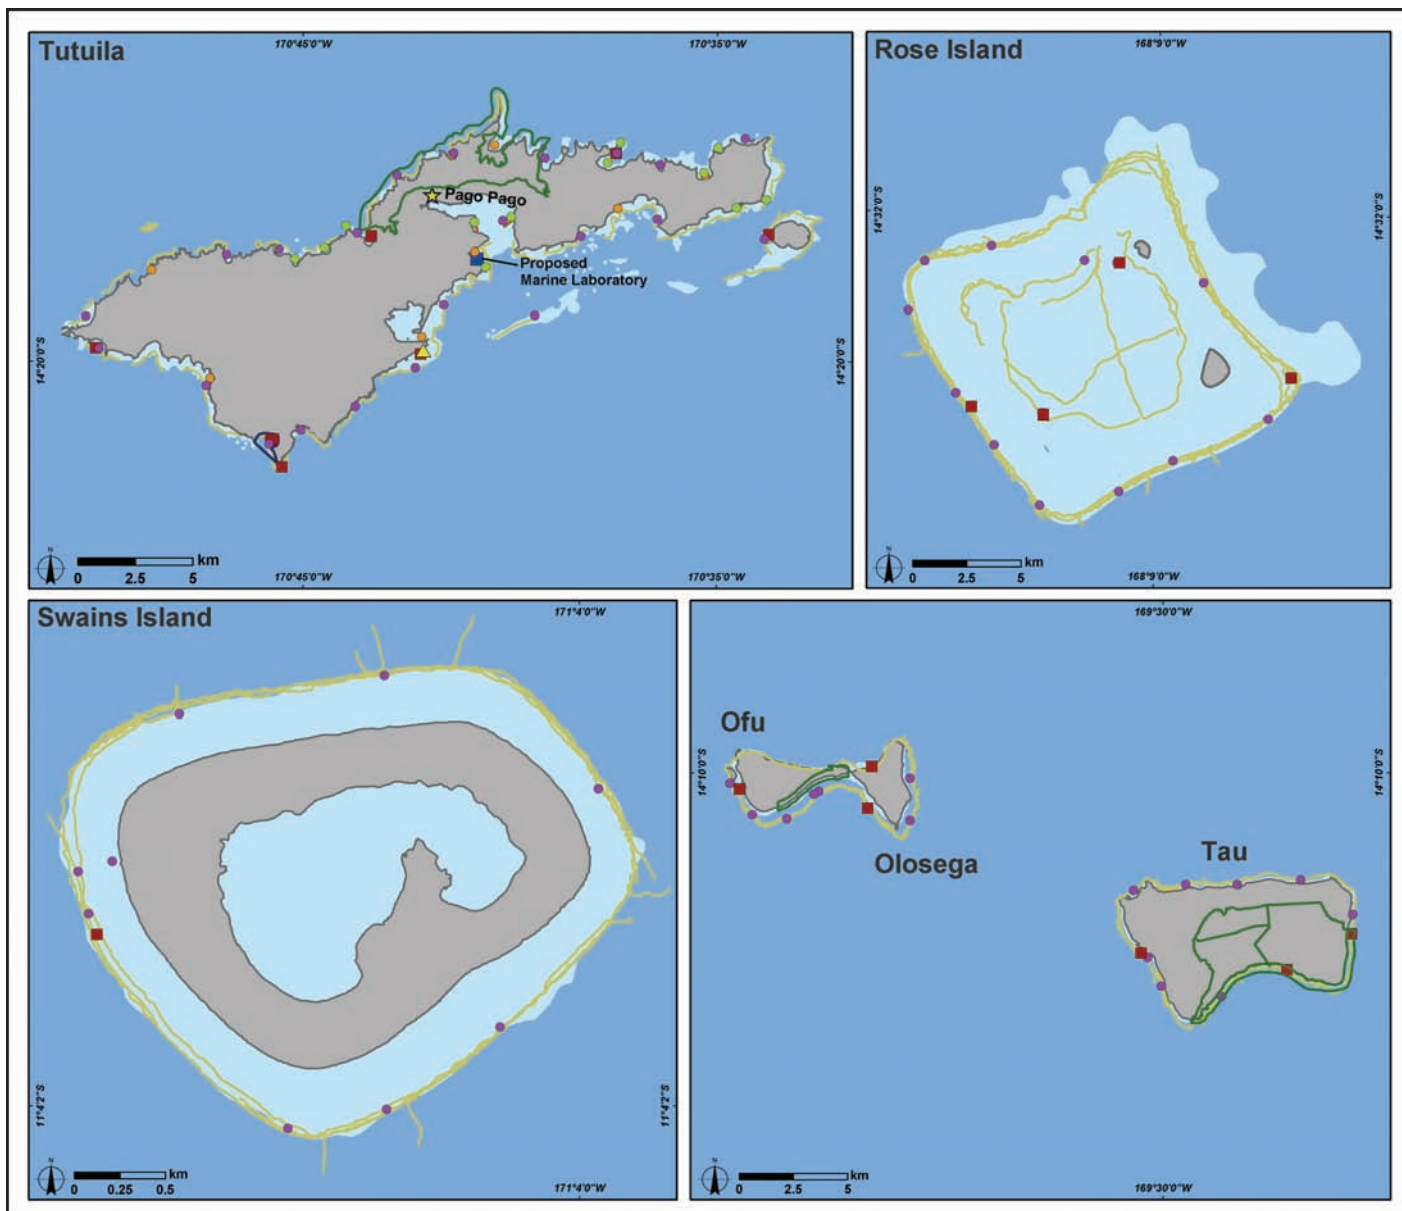 Tutuila
170°45'0"W
170°35'0"W
Pago Pago
Proposed
Marine Laboratory
14°20'0"S
14°20'0"S
N
km
0 2.5 5
170°45'0"W
170°35'0"W
Rose Island
168°9'0"W
14°32'0"S
14°32'0"S
N
km
0 2.5 5
168°9'0"W
Swains Island
171°4'0"W
11°4'2"S
11°4'2"S
N
km
0 0.25 0.5
171°4'0"W
169°30'0"W
Ofu
14°10'0"S
14°10'0"S
Olosega
Tau
N
km
0 2.5 5
169°30'0"W